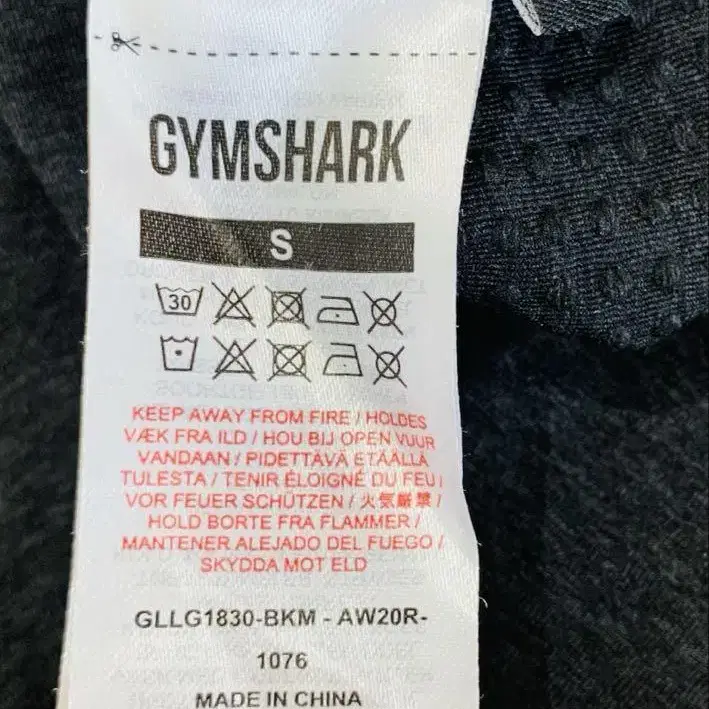 GYMSHARK
S
30
KEEP AWAY FROM FIRE / HOLDES
VÆK FRA ILD / HOU BIJ OPEN VUUR
VANDAAN / PIDETTÄVÄ ETÄÄLLÄ
TULESTA / TENIR ÉLOIGNÉ DU FEU /
VOR FEUER SCHÜTZEN / 火気厳禁 /
HOLD BORTE FRA FLAMMER /
MANTENER ALEJADO DEL FUEGO /
SKYDDA MOT ELD
GLLG1830-BKM - AW20R-
1076
MADE IN CHINA